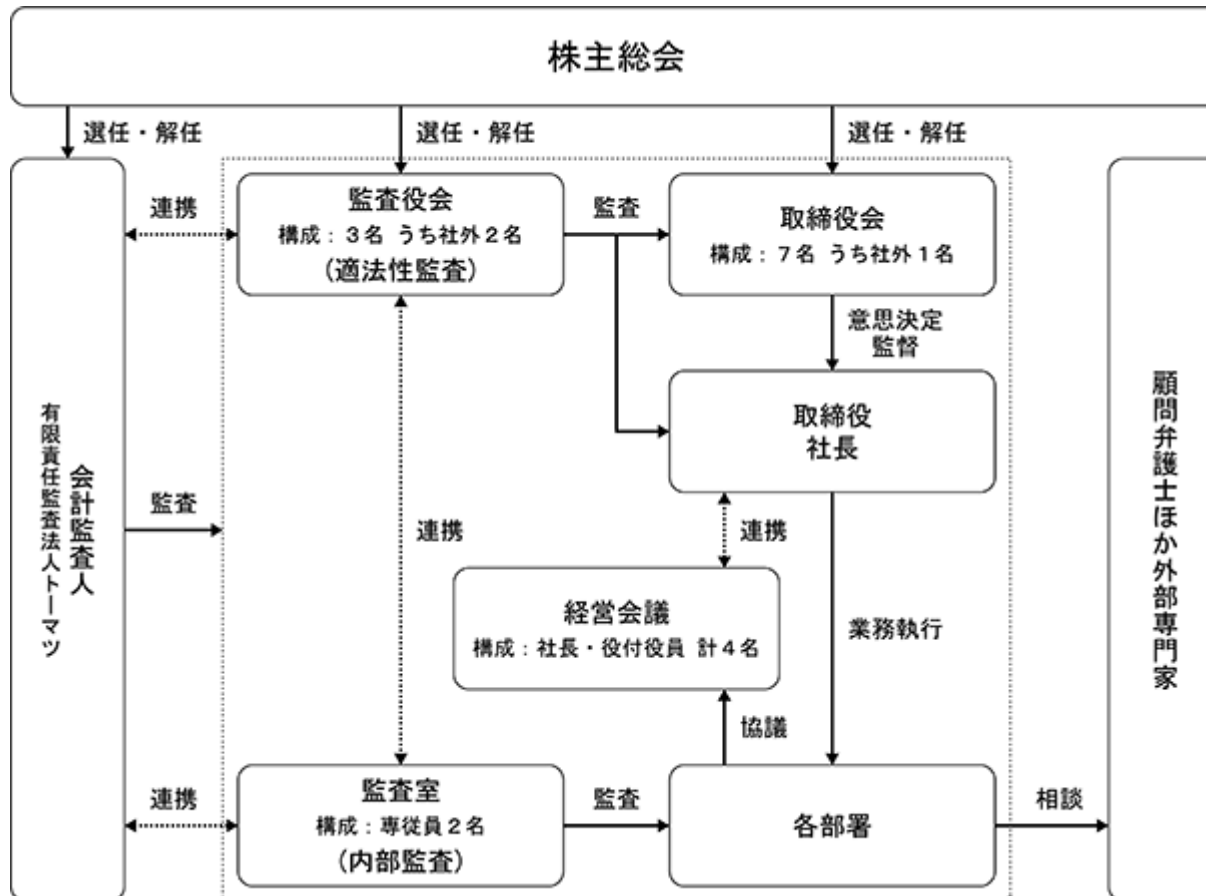 株主総会
選任・解任
選任・解任
選任・解任
連携
監査役会
構成：３名 うち社外２名
（適法性監査）
監査
取締役会
構成：７名 うち社外１名
意思決定
監督
取締役
社長
会計監査人
有限責任監査法人トーマツ
監査
連携
連携
経営会議
構成：社長・役付役員 計４名
業務執行
協議
顧問弁護士ほか外部専門家
連携
監査室
構成：専従員２名
（内部監査）
監査
各部署
相談